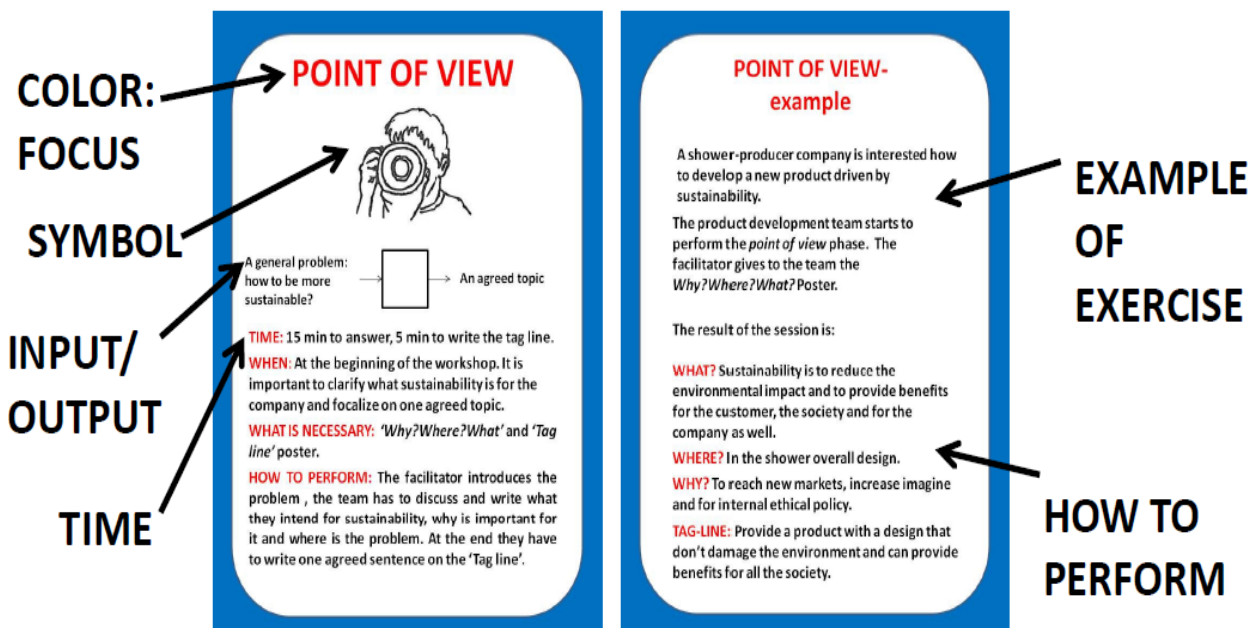 COLOR:
FOCUS
SYMBOL
INPUT/
OUTPUT
TIME
POINT OF VIEW
A general problem:
how to be more
sustainable?
An agreed topic
TIME: 15 min to answer, 5 min to write the tag line.
WHEN: At the beginning of the workshop. It is
important to clarify what sustainability is for the
company and focalize on one agreed topic.
WHAT IS NECESSARY: ‘Why?Where?What’ and ‘Tag
line’ poster.
HOW TO PERFORM: The facilitator introduces the
problem , the team has to discuss and write what
they intend for sustainability, why is important for
it and where is the problem. At the end they have
to write one agreed sentence on the ‘Tag line’.
POINT OF VIEW-
example
A shower-producer company is interested how
to develop a new product driven by
sustainability.
The product development team starts to
perform the point of view phase. The
facilitator gives to the team the
Why?Where?What? Poster.
The result of the session is:
WHAT? Sustainability is to reduce the
environmental impact and to provide benefits
for the customer, the society and for the
company as well.
WHERE? In the shower overall design.
WHY? To reach new markets, increase imagine
and for internal ethical policy.
TAG-LINE: Provide a product with a design that
don’t damage the environment and can provide
benefits for all the society.
EXAMPLE
OF
EXERCISE
HOW TO
PERFORM